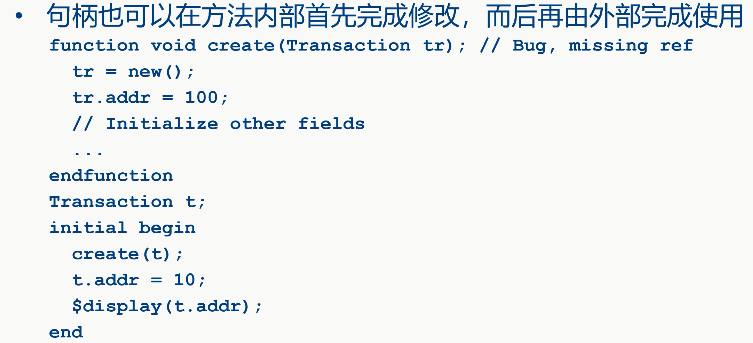 • 句柄也可以在方法内部首先完成修改，而后再由外部完成使用
function void create(Transaction tr); // Bug, missing ref
  tr = new();
  tr.addr = 100;
  // Initialize other fields
  ...
endfunction
Transaction t;
initial begin
  create(t);
  t.addr = 10;
  $display(t.addr);
end